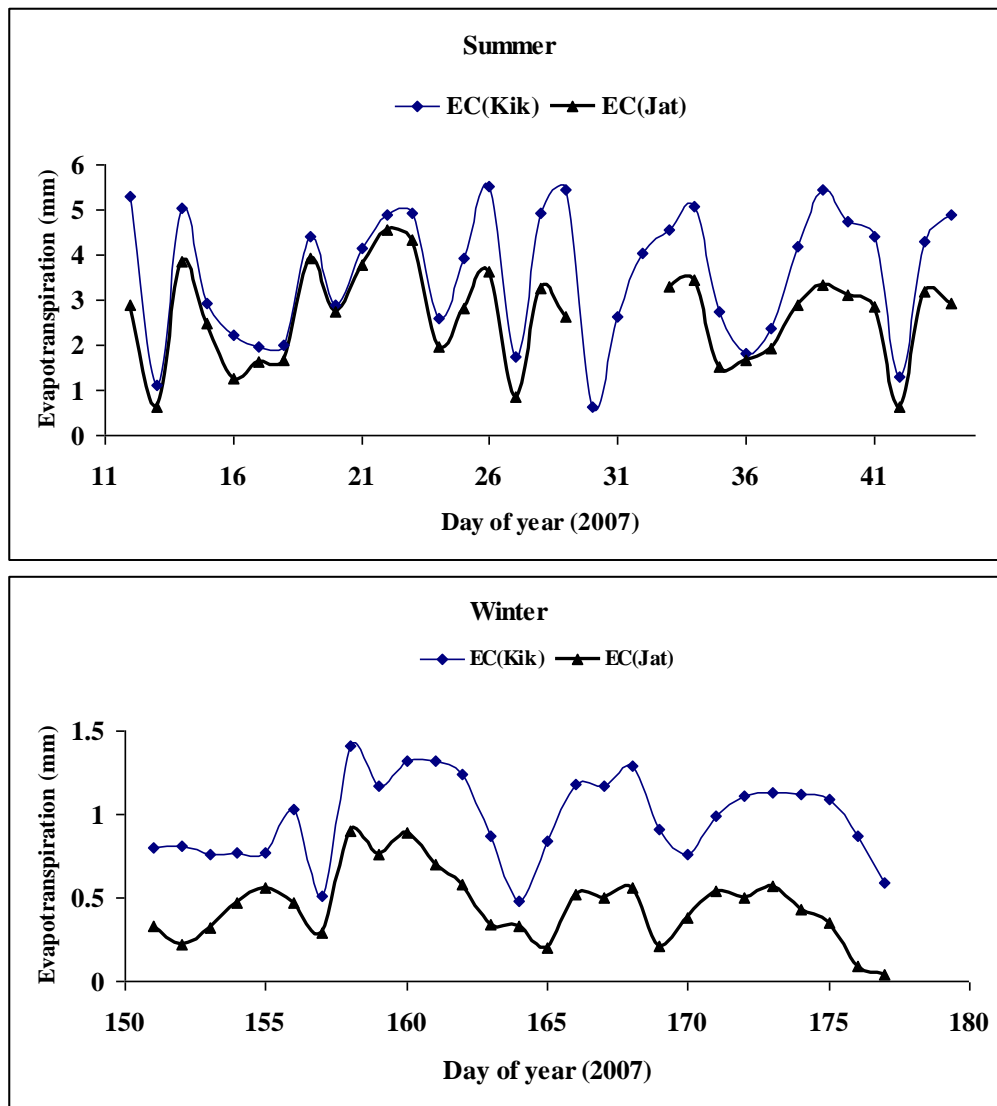 Summer
EC(Kik) EC(Jat)
Evapotranspiration (mm)
6
5
4
3
2
1
0
11 16 21 26 31 36 41
Day of year (2007)
Winter
EC(Kik) EC(Jat)
Evapotranspiration (mm)
1.5
1
0.5
0
150 155 160 165 170 175 180
Day of year (2007)